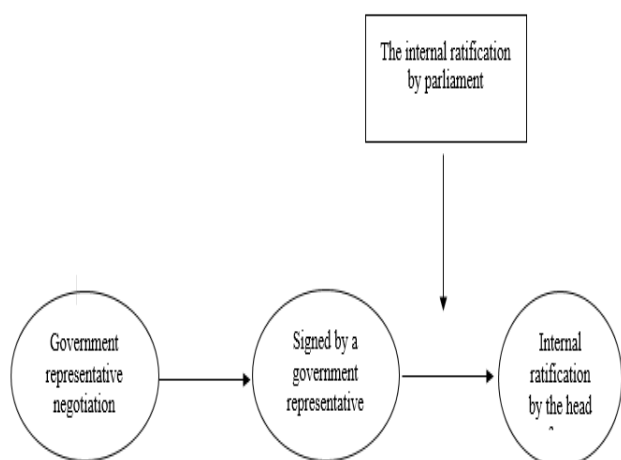 The internal ratification
by parliament
Government
representative
negotiation
Signed by a
government
representative
Internal
ratification
by the head